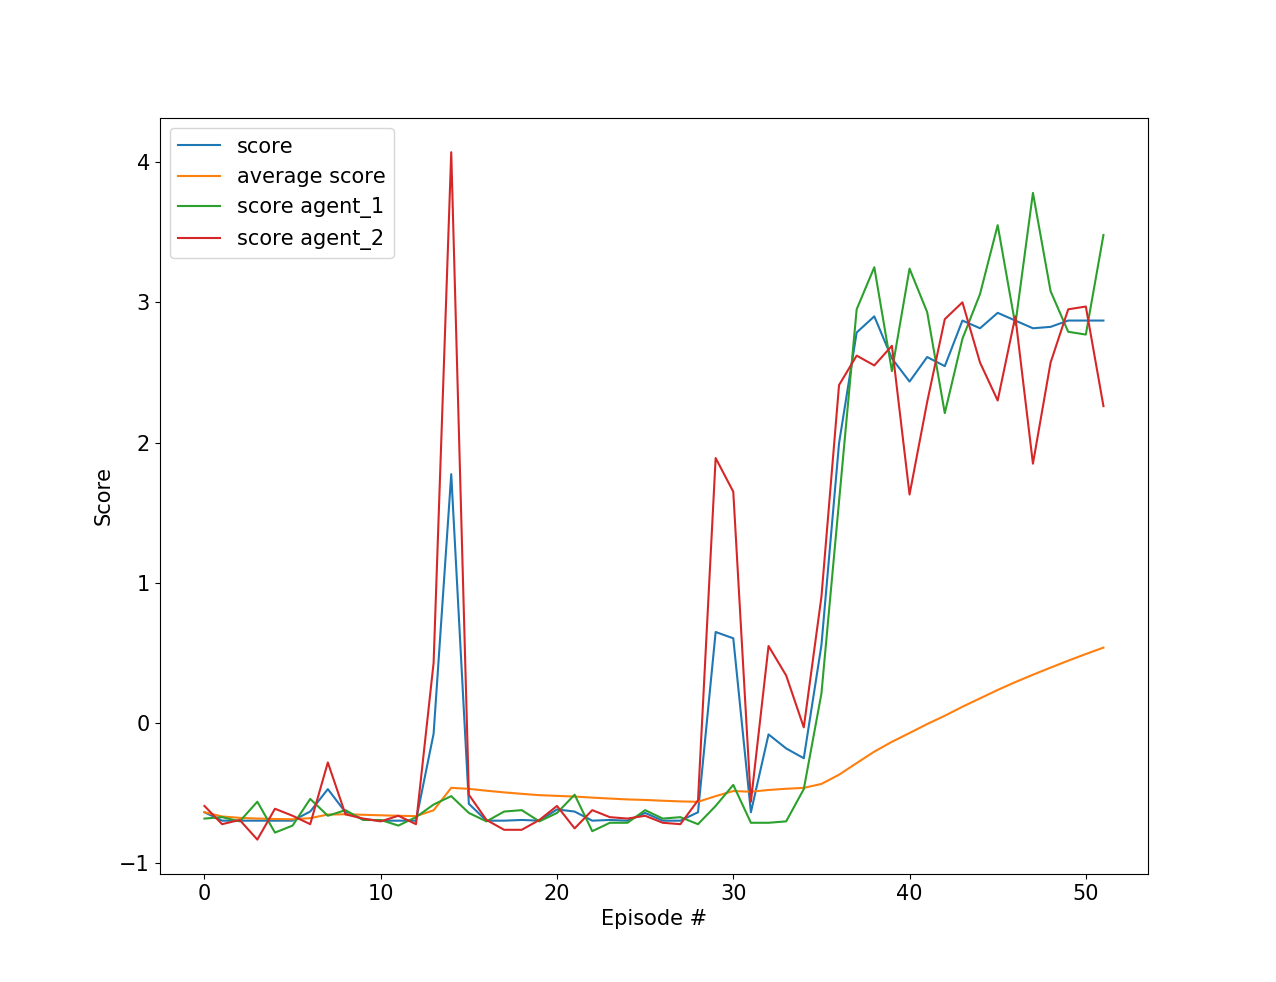 score
average score
score agent_1
score agent_2
4
3
2
1
0
−1
Score
0 10 20 30 40 50
Episode #